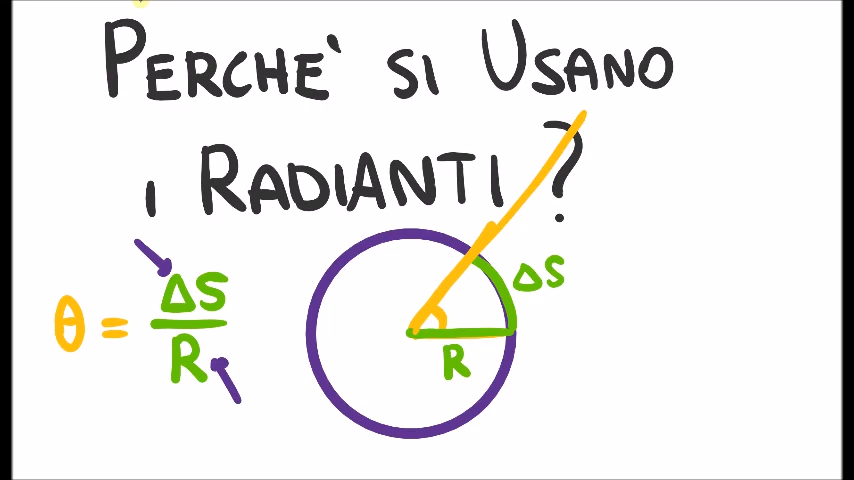 PERCHE` SI USANO
I RADIANTI?
θ = ΔS/R
ΔS
R